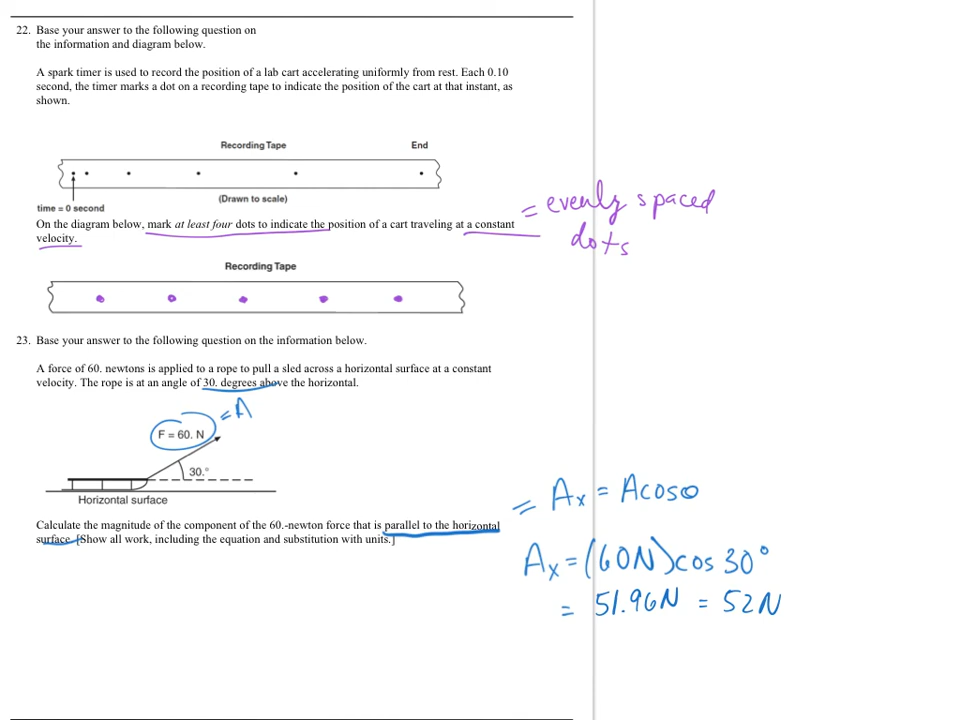 22. Base your answer to the following question on
the information and diagram below.
A spark timer is used to record the position of a lab cart accelerating uniformly from rest. Each 0.10
second, the timer marks a dot on a recording tape to indicate the position of the cart at that instant, as
shown.
Recording Tape
End
time = 0 second
(Drawn to scale)
On the diagram below, mark at least four dots to indicate the position of a cart traveling at a constant
velocity.
= evenly spaced
dots
Recording Tape
23. Base your answer to the following question on the information below.
A force of 60. newtons is applied to a rope to pull a sled across a horizontal surface at a constant
velocity. The rope is at an angle of 30. degrees above the horizontal.
= A
F = 60. N
30.°
Horizontal surface
= Ax = Acosθ
Calculate the magnitude of the component of the 60.-newton force that is parallel to the horizontal
surface. [Show all work, including the equation and substitution with units.]
Ax = (60N)cos 30°
= 51.96N = 52N